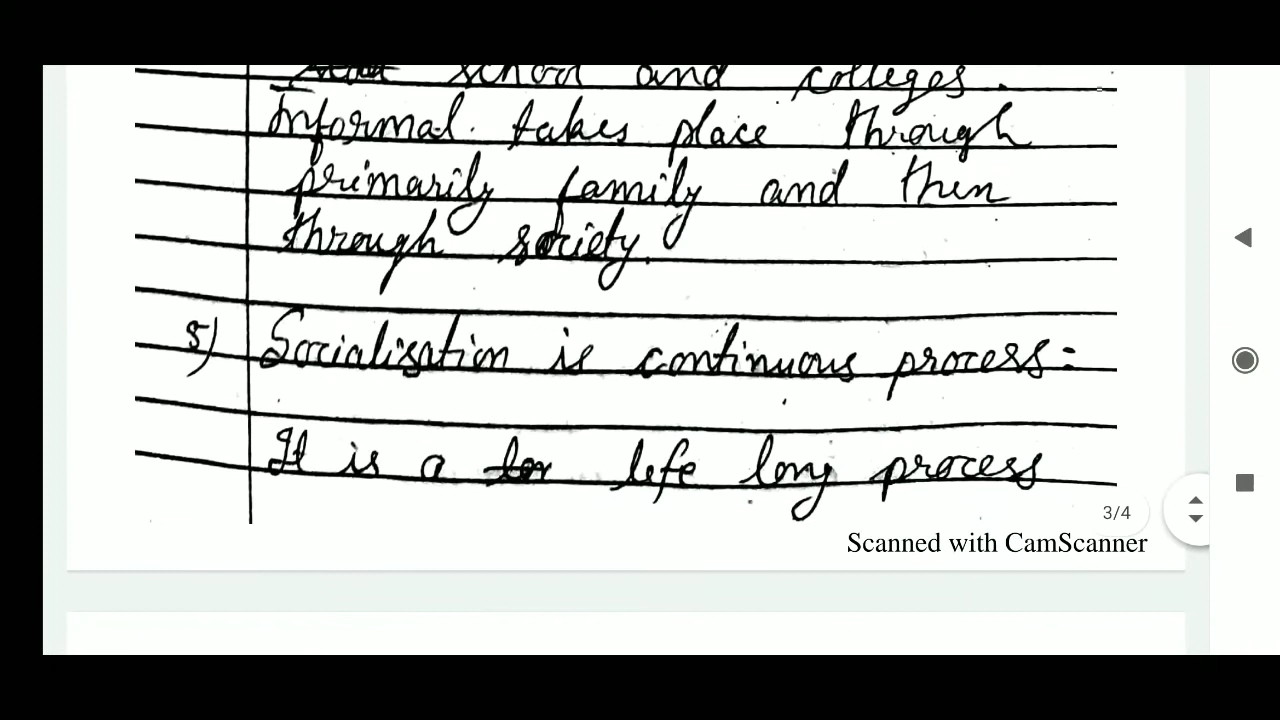 school and colleges.
Informal. takes place through
primarily family and then
through society.
5) Socialisation is continuous process:
It is a life long process
3/4
Scanned with CamScanner